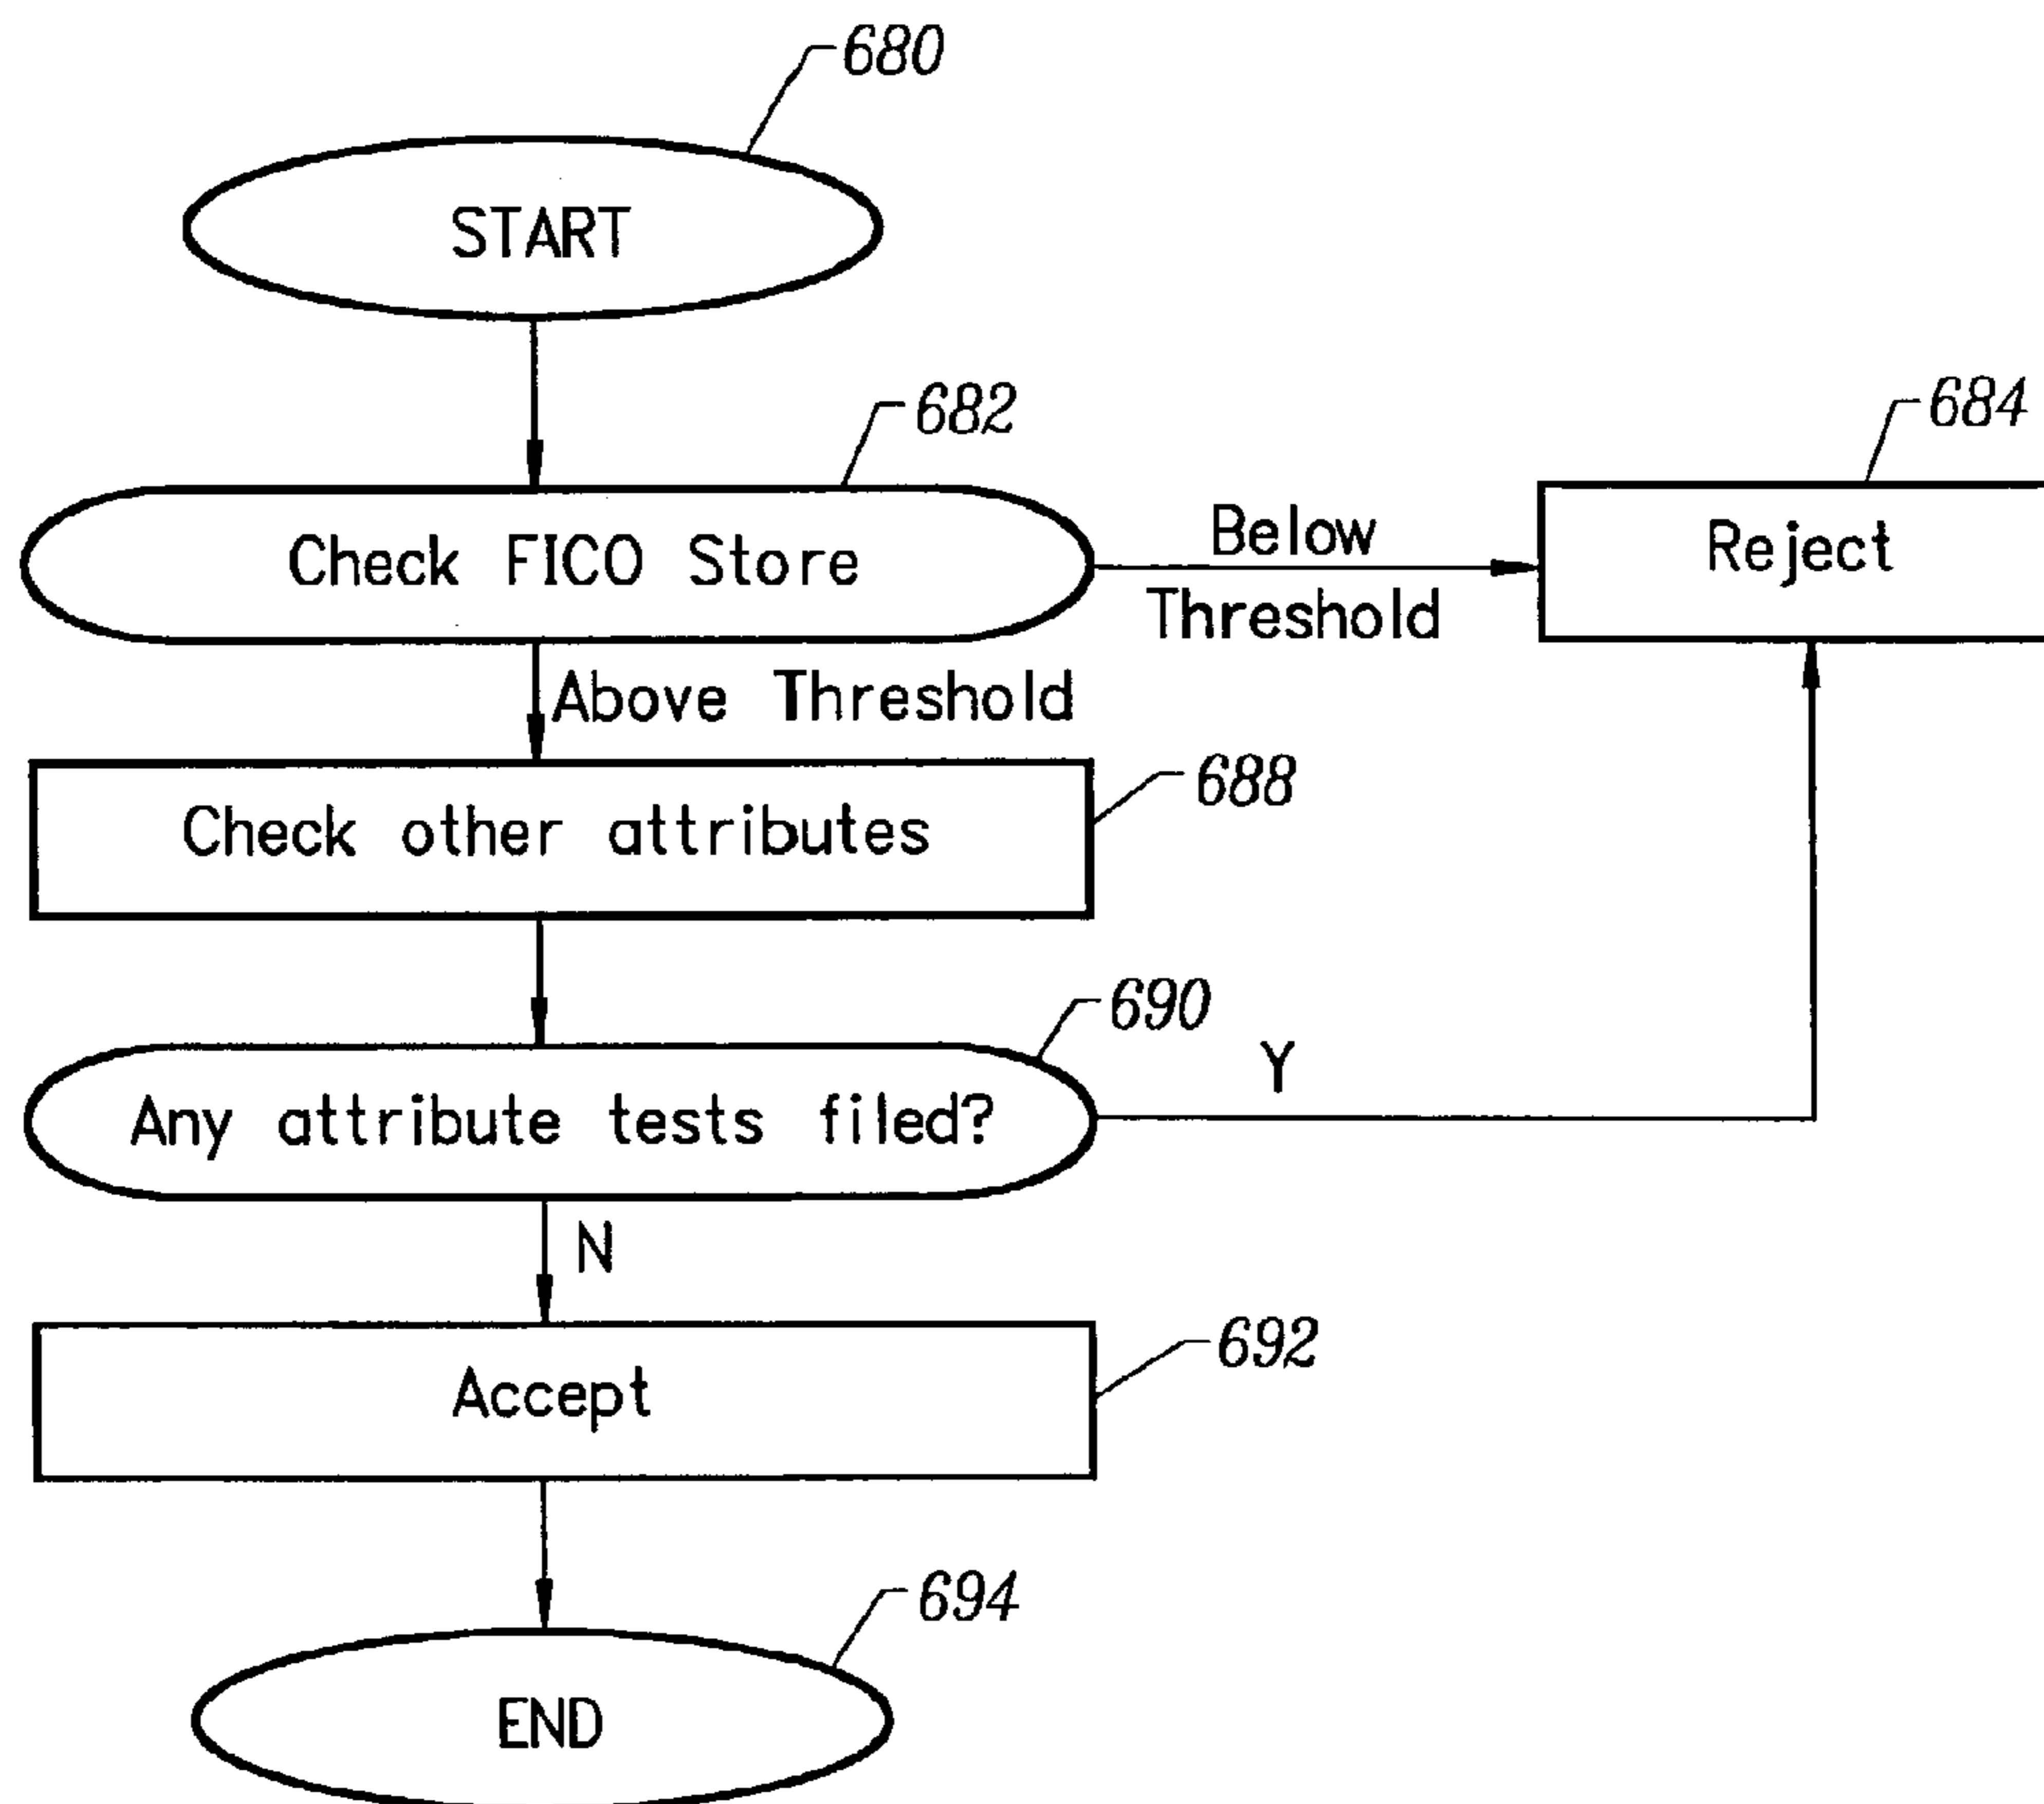 680
START
682
684
Check FICO Store
Below
Threshold
Reject
Above Threshold
688
Check other attributes
690
Any attribute tests filed?
Y
N
692
Accept
694
END